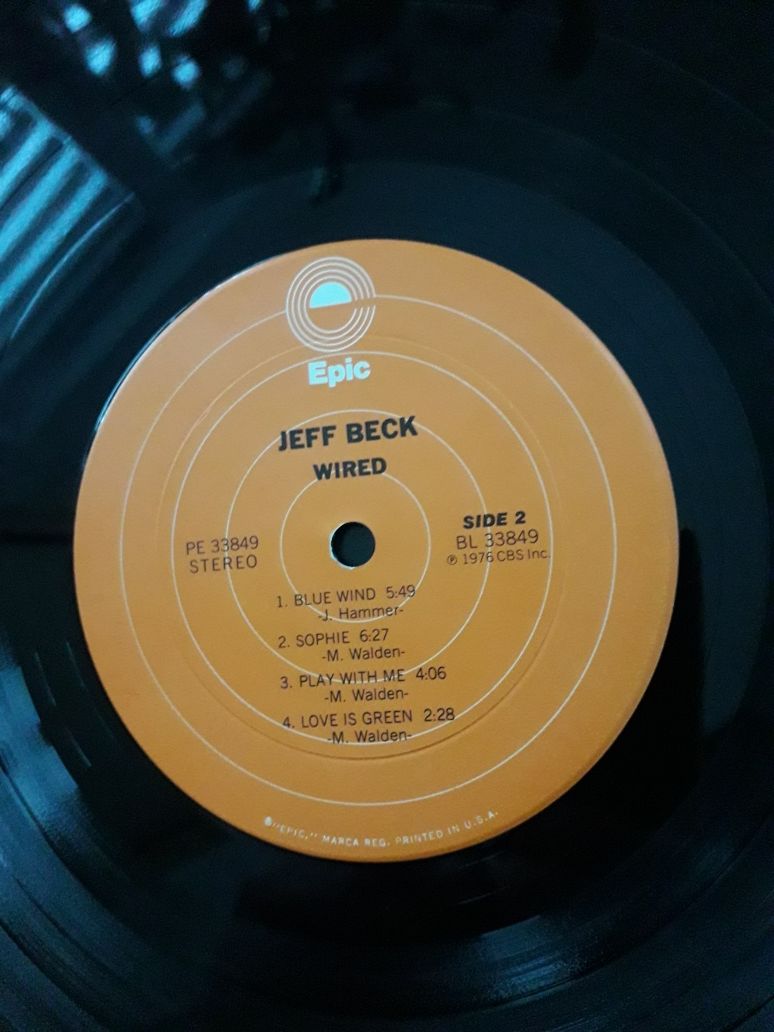 Epic
JEFF BECK
WIRED
SIDE 2
PE 33849
STEREO
BL 33849
℗ 1976 CBS Inc.
1. BLUE WIND 5:49
-J. Hammer-
2. SOPHIE 6:27
-M. Walden-
3. PLAY WITH ME 4:06
-M. Walden-
4. LOVE IS GREEN 2:28
-M. Walden-
®"EPIC," MARCA REG. PRINTED IN U.S.A.